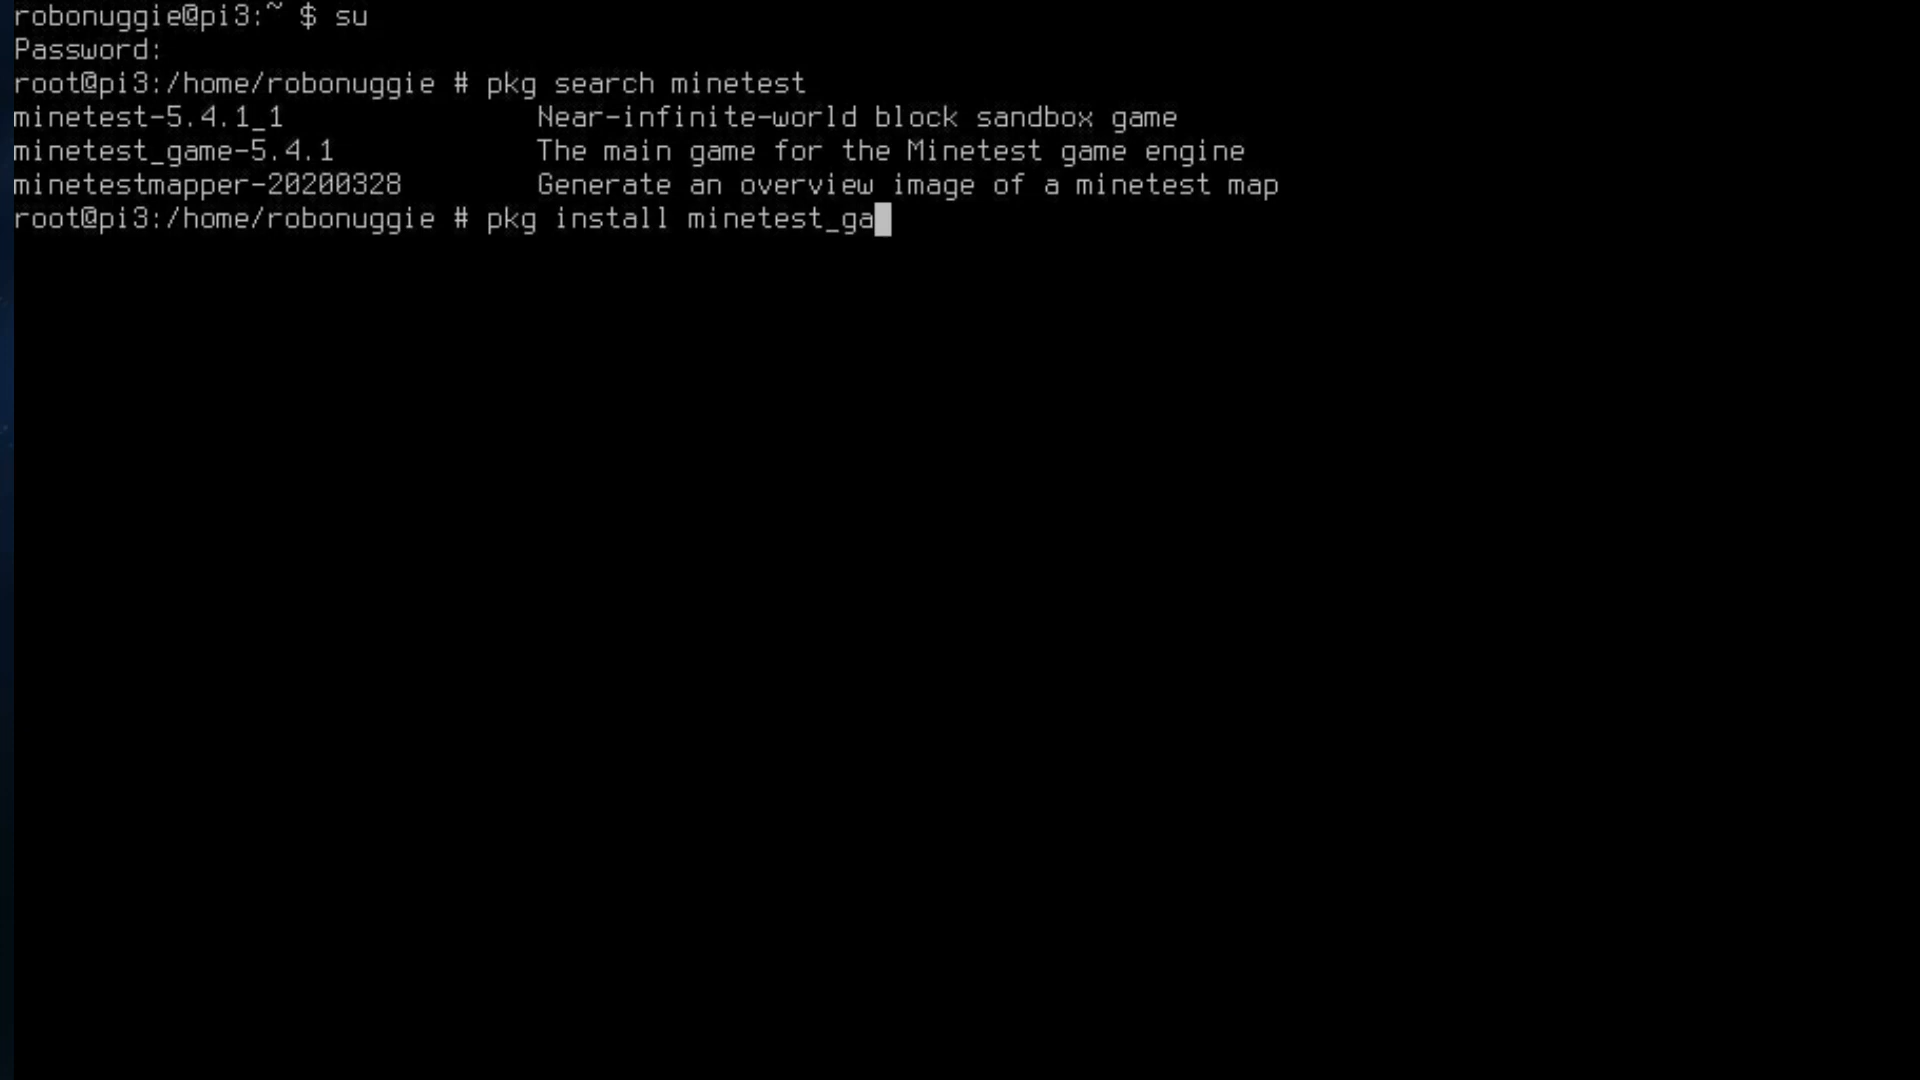 robonuggie@pi3:~ $ su
Password:
root@pi3:/home/robonuggie # pkg search minetest
minetest-5.4.1_1               Near-infinite-world block sandbox game
minetest_game-5.4.1            The main game for the Minetest game engine
minetestmapper-20200328        Generate an overview image of a minetest map
root@pi3:/home/robonuggie # pkg install minetest_ga